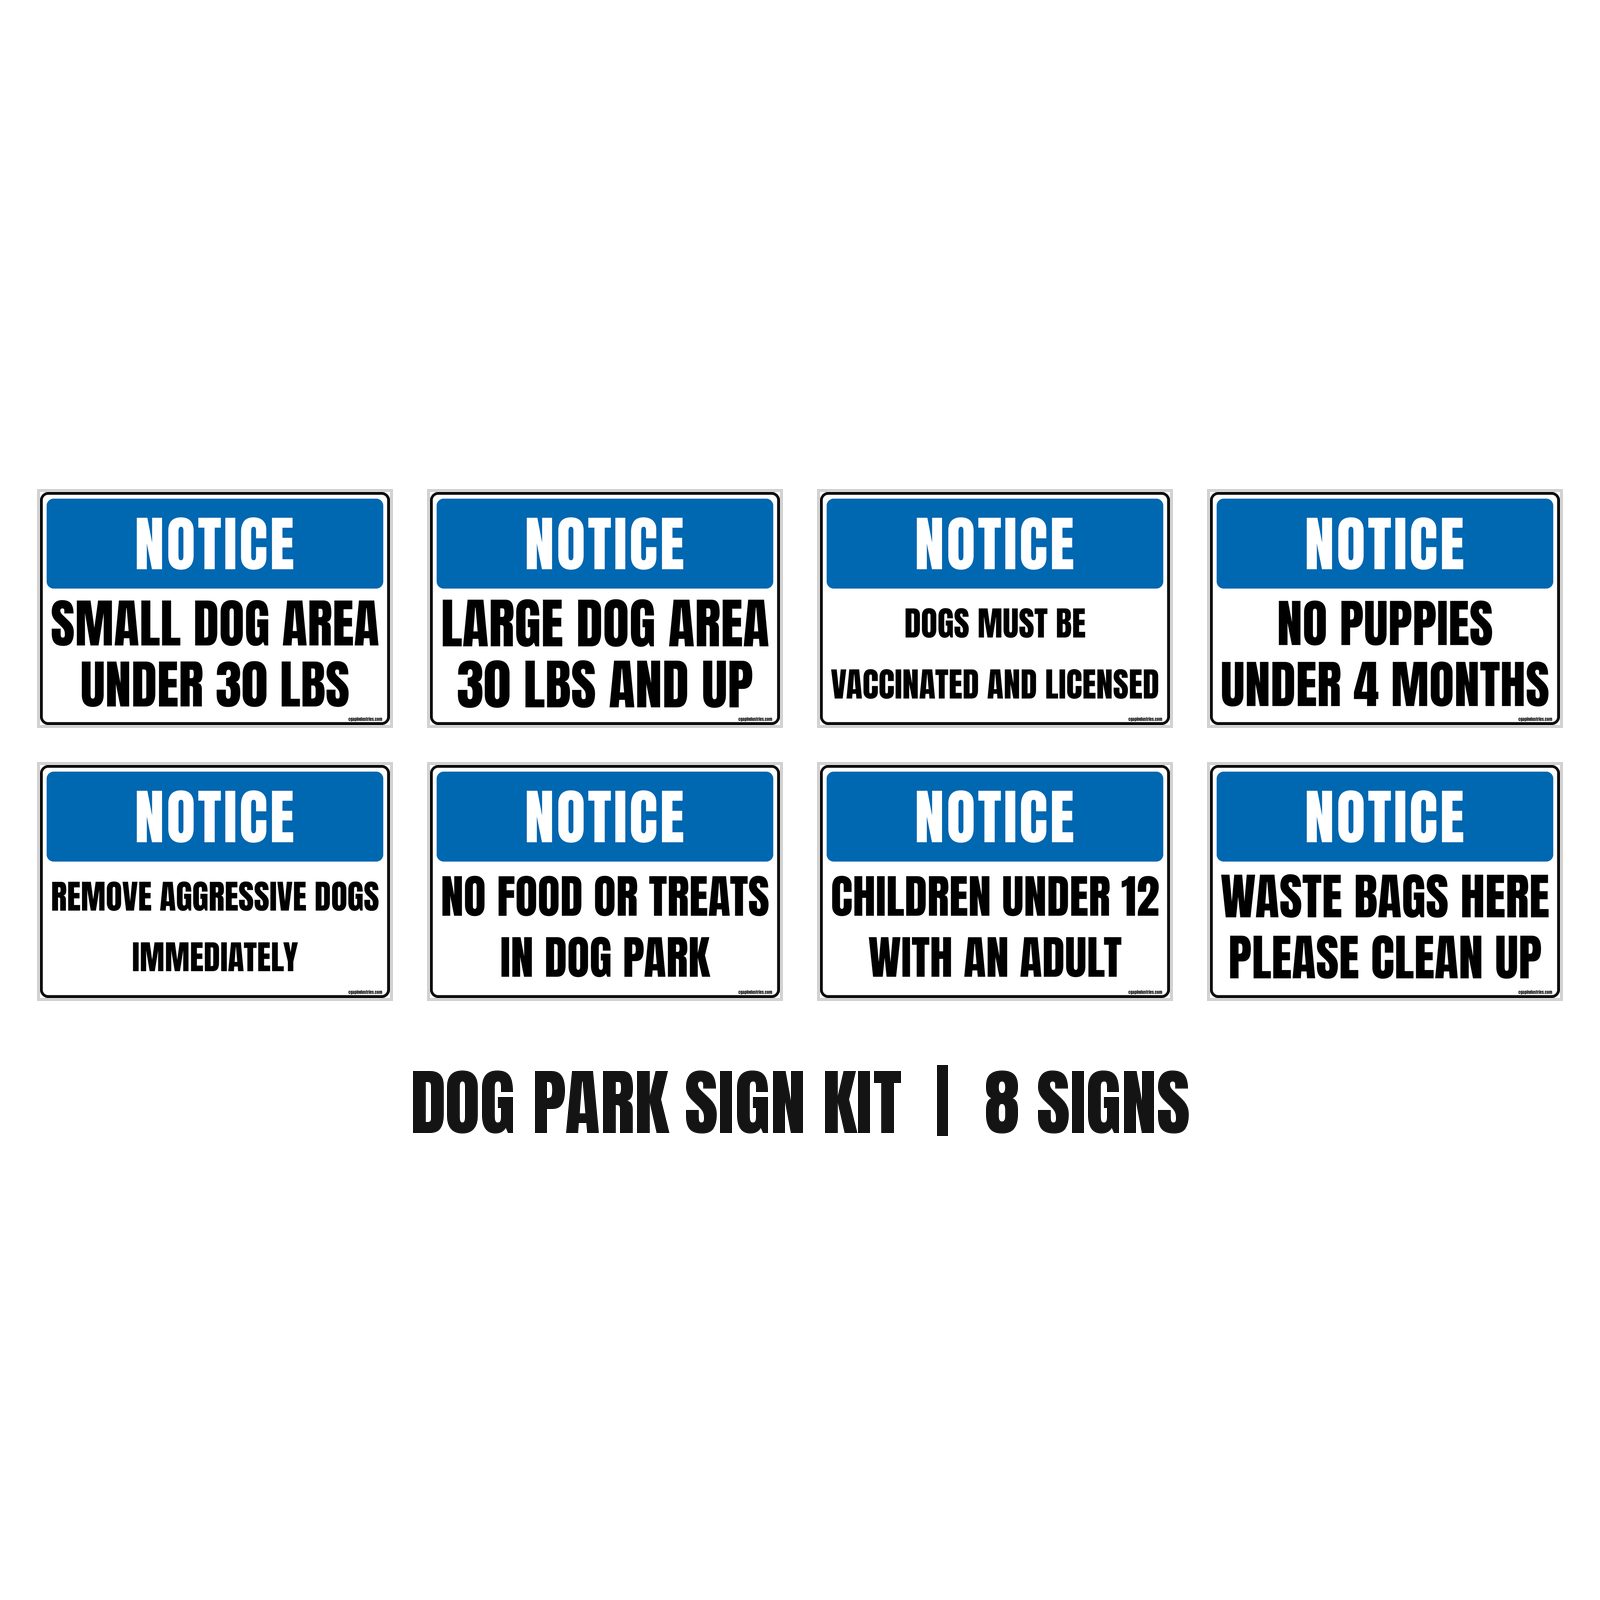 NOTICE
SMALL DOG AREA
UNDER 30 LBS
NOTICE
LARGE DOG AREA
30 LBS AND UP
NOTICE
DOGS MUST BE
VACCINATED AND LICENSED
NOTICE
NO PUPPIES
UNDER 4 MONTHS
NOTICE
REMOVE AGGRESSIVE DOGS
IMMEDIATELY
NOTICE
NO FOOD OR TREATS
IN DOG PARK
NOTICE
CHILDREN UNDER 12
WITH AN ADULT
NOTICE
WASTE BAGS HERE
PLEASE CLEAN UP
DOG PARK SIGN KIT | 8 SIGNS